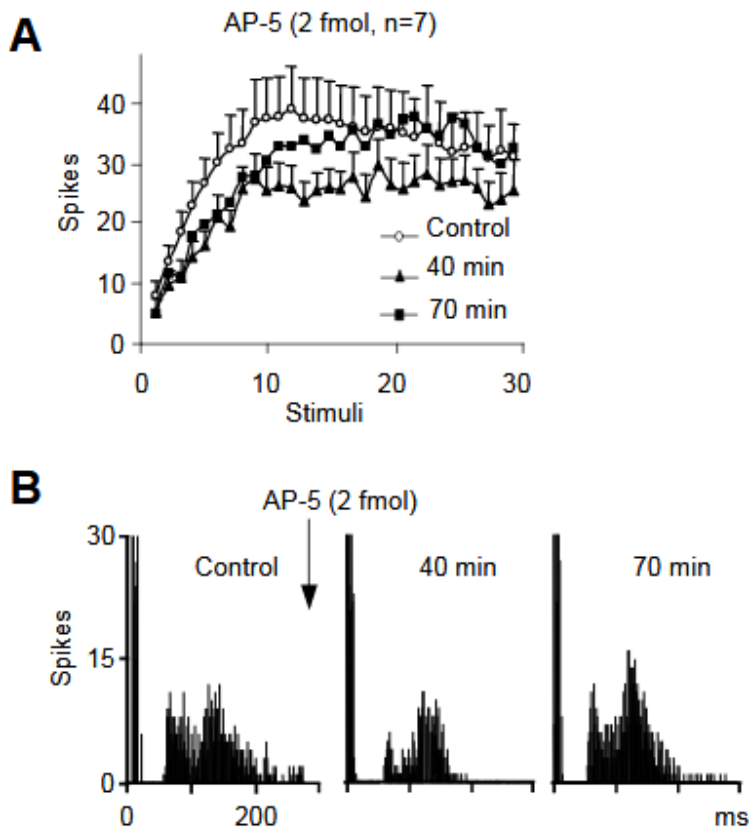 A
AP-5 (2 fmol, n=7)
Spikes
40
30
20
10
0
Control
40 min
70 min
0 10 20 30
Stimuli
B
AP-5 (2 fmol)
Spikes
30
15
0
Control
40 min
70 min
0 200 ms